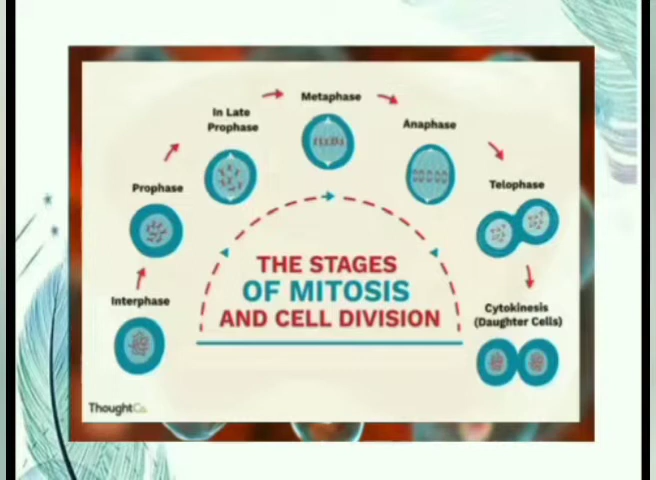 Metaphase
In Late
Prophase
Anaphase
Prophase
Telophase
THE STAGES
OF MITOSIS
AND CELL DIVISION
Interphase
Cytokinesis
(Daughter Cells)
ThoughtCo.